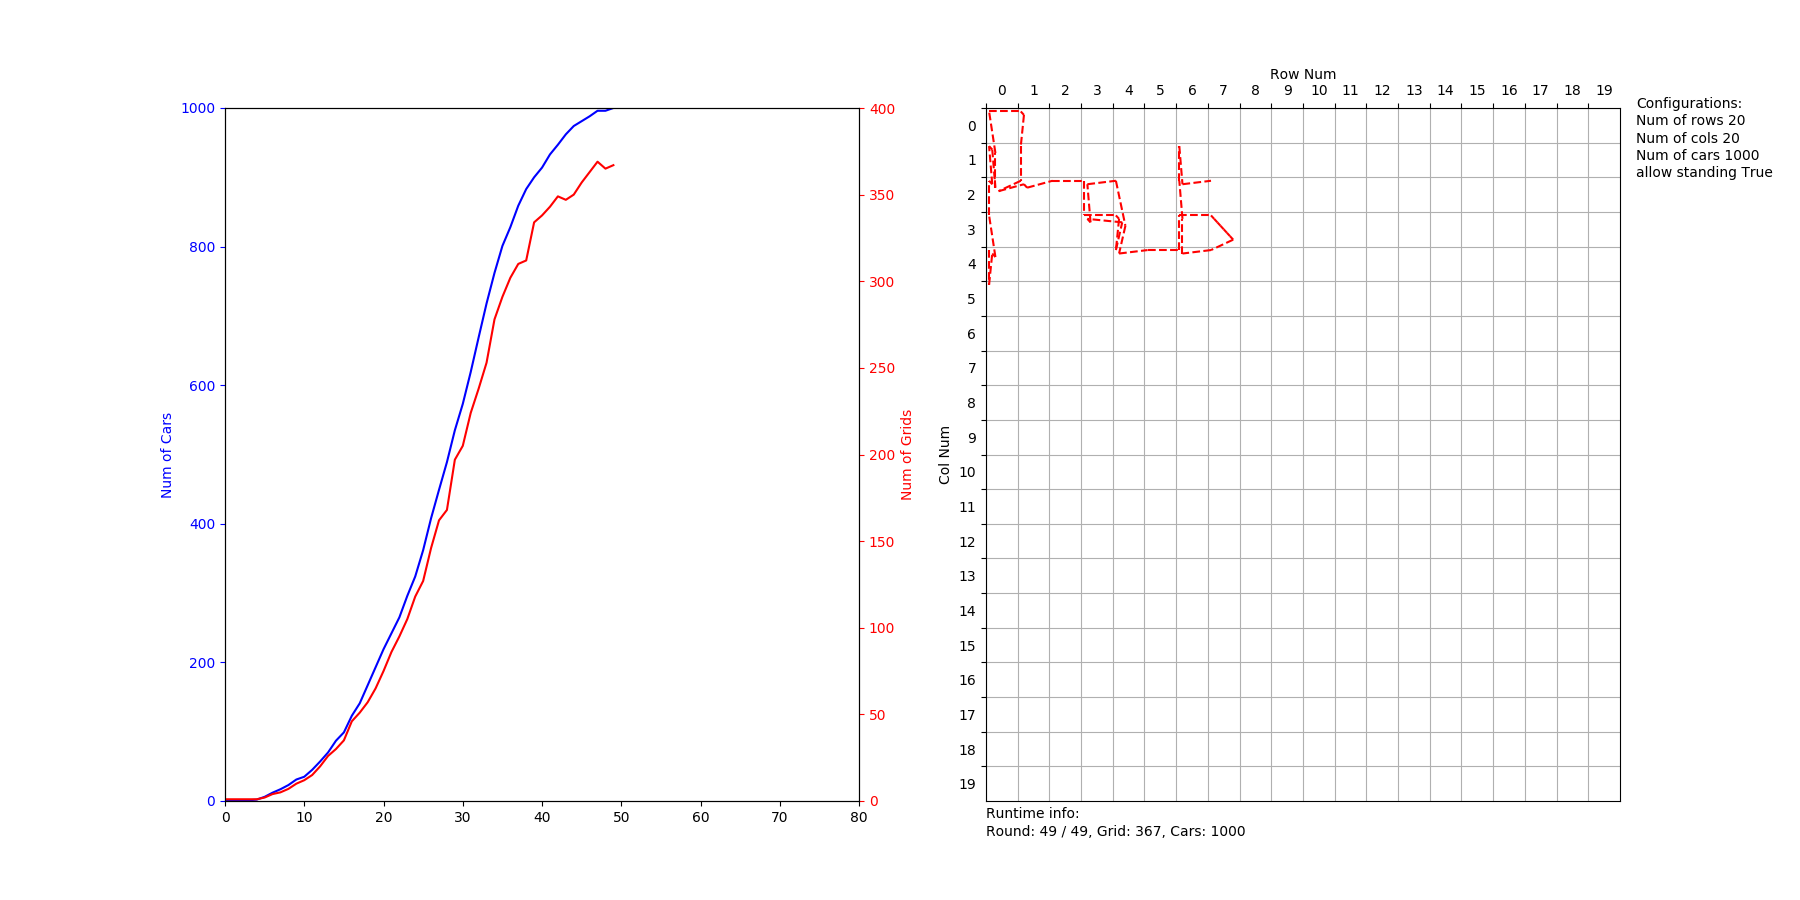 Num of Cars
1000
800
600
400
200
0
0 10 20 30 40 50 60 70 80
400
350
300
250
200
150
100
50
0
Num of Grids
Row Num
0 1 2 3 4 5 6 7 8 9 10 11 12 13 14 15 16 17 18 19
Col Num
0
1
2
3
4
5
6
7
8
9
10
11
12
13
14
15
16
17
18
19
Configurations:
Num of rows 20
Num of cols 20
Num of cars 1000
allow standing True
Runtime info:
Round: 49 / 49, Grid: 367, Cars: 1000